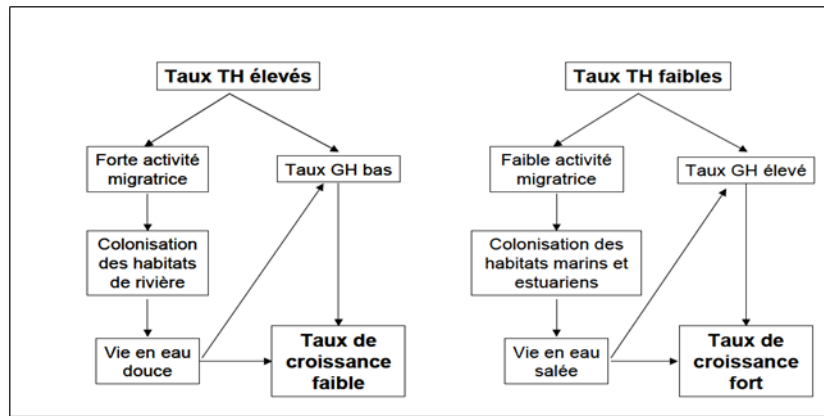 Taux TH élevés
Forte activité
migratrice
Taux GH bas
Colonisation
des habitats
de rivière
Vie en eau
douce
Taux de
croissance
faible
Taux TH faibles
Faible activité
migratrice
Taux GH élevé
Colonisation des
habitats marins et
estuariens
Vie en eau
salée
Taux de
croissance
fort